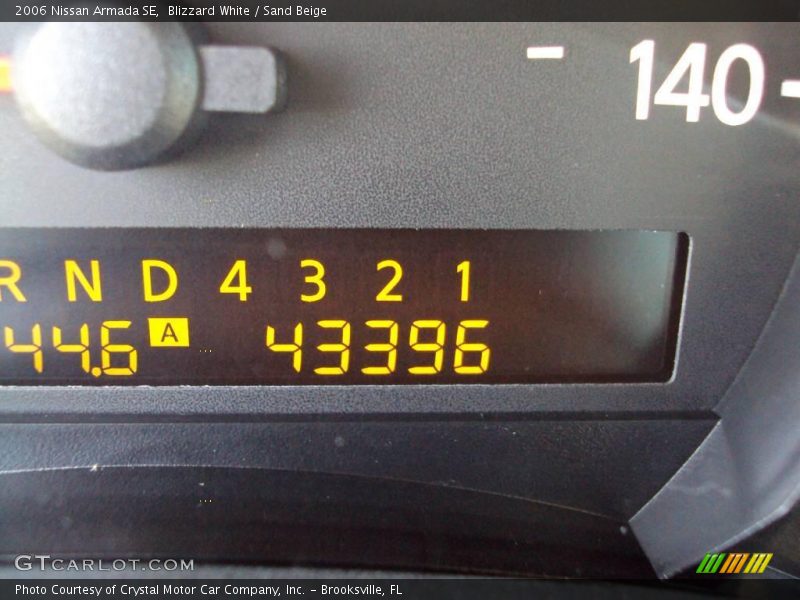 2006 Nissan Armada SE,  Blizzard White / Sand Beige
140
R N D 4 3 2 1
44.6 A 43396
GTCARLOT.COM
Photo Courtesy of Crystal Motor Car Company, Inc. – Brooksville, FL